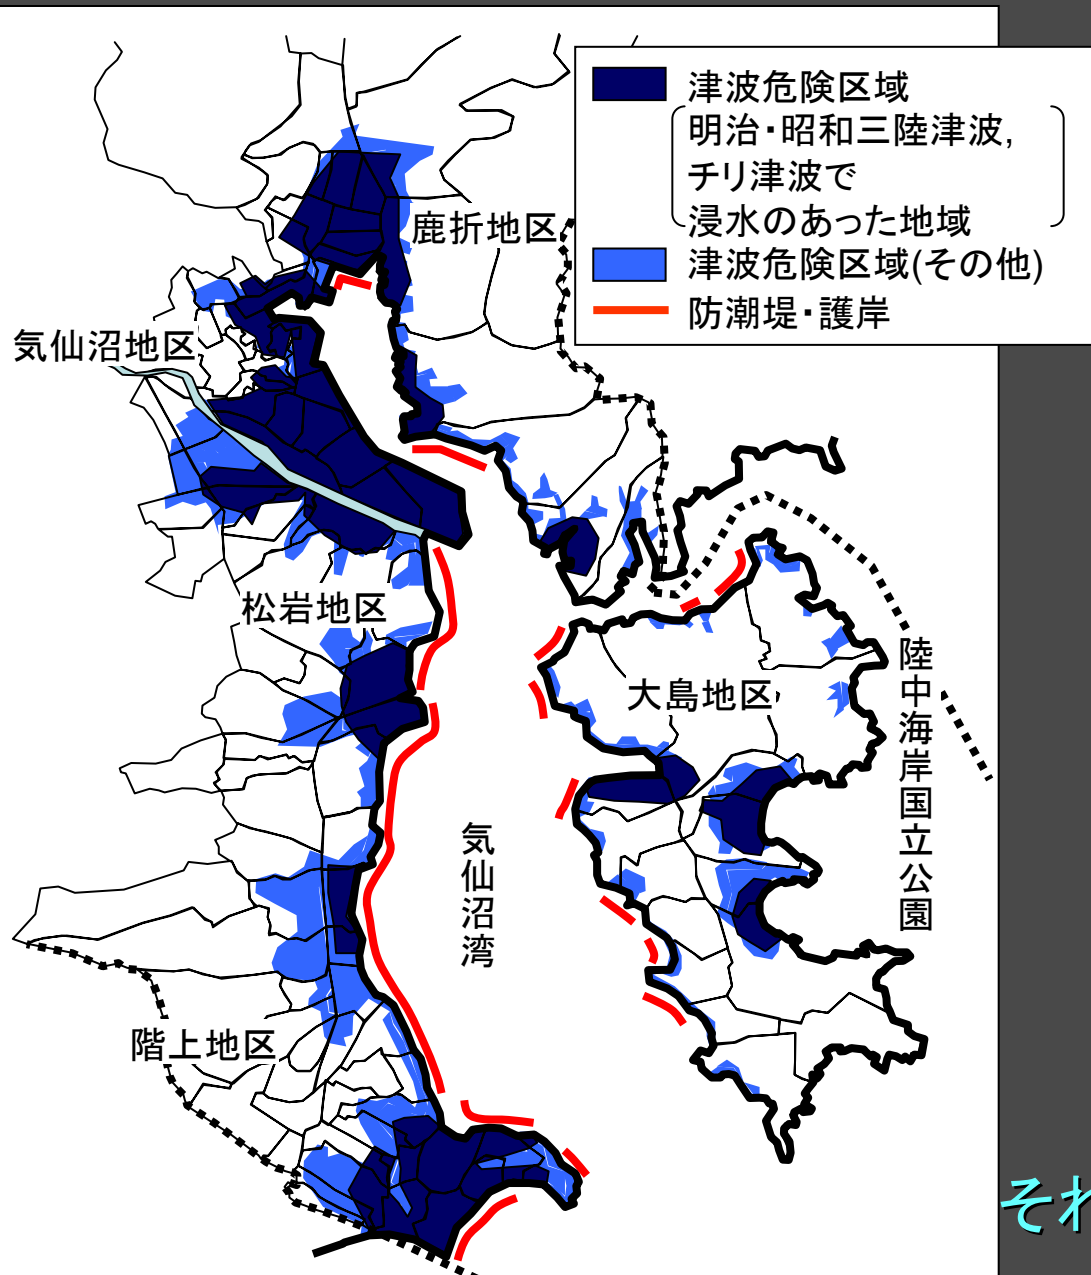 津波危険区域
明治・昭和三陸津波,
チリ津波で
浸水のあった地域
津波危険区域(その他)
防潮堤・護岸
鹿折地区
気仙沼地区
松岩地区
大島地区
陸中海岸国立公園
気仙沼湾
階上地区
それ